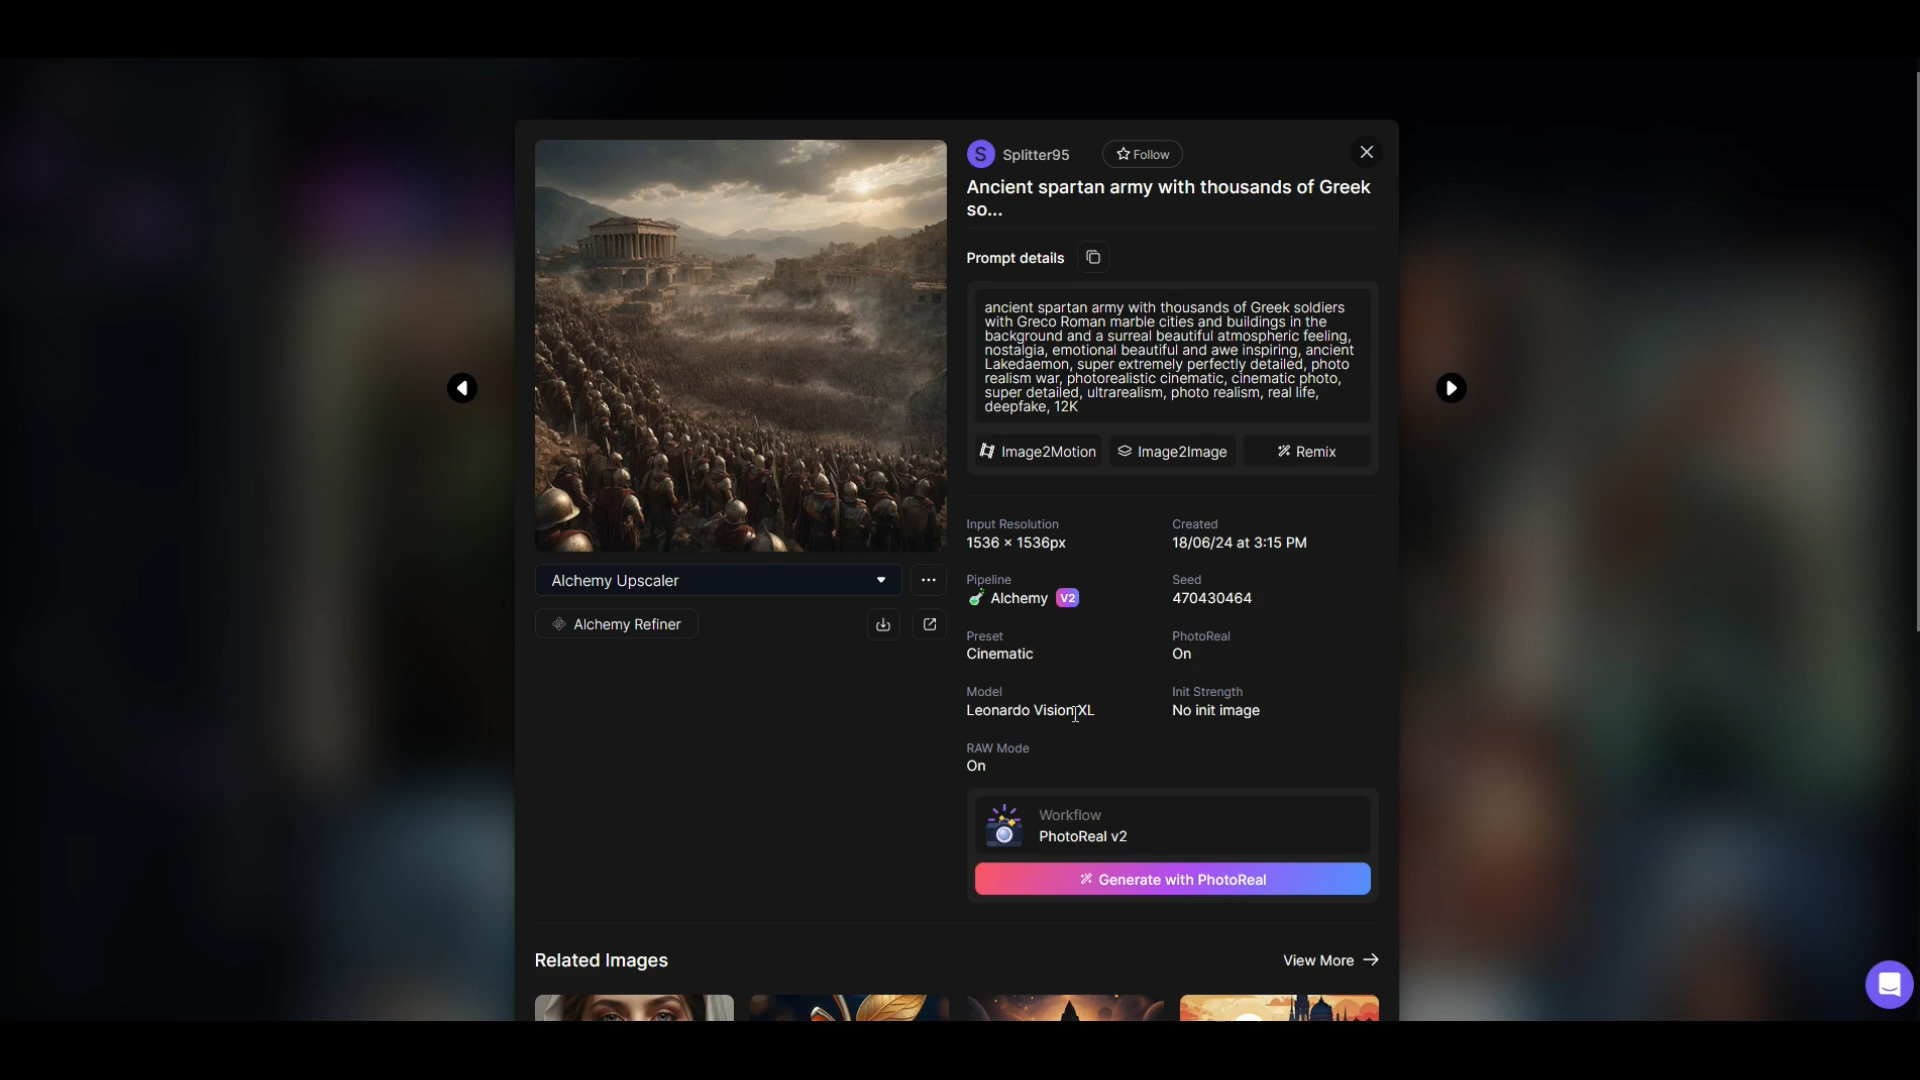 S Splitter95 Follow
Ancient spartan army with thousands of Greek
so...
Prompt details
ancient spartan army with thousands of Greek soldiers
with Greco Roman marble cities and buildings in the
background and a surreal beautiful atmospheric feeling,
nostalgia, emotional beautiful and awe inspiring, ancient
Lakedaemon, super extremely perfectly detailed, photo
realism war, photorealistic cinematic, cinematic photo,
super detailed, ultrarealism, photo realism, real life,
deepfake, 12K
Image2Motion Image2Image Remix
Input Resolution Created
1536 × 1536px 18/06/24 at 3:15 PM
Alchemy Upscaler
Pipeline Seed
Alchemy V2 470430464
Alchemy Refiner
Preset PhotoReal
Cinematic On
Model Init Strength
Leonardo Vision XL No init image
RAW Mode
On
Workflow
PhotoReal v2
Generate with PhotoReal
Related Images View More